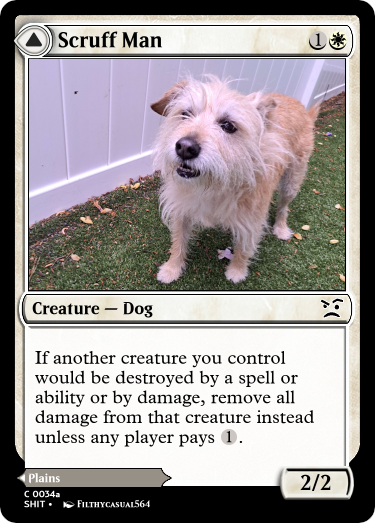 Scruff Man 1
Creature — Dog
If another creature you control
would be destroyed by a spell or
ability or by damage, remove all
damage from that creature instead
unless any player pays 1.
Plains
2/2
C 0034a
SHIT • Filthycasual564